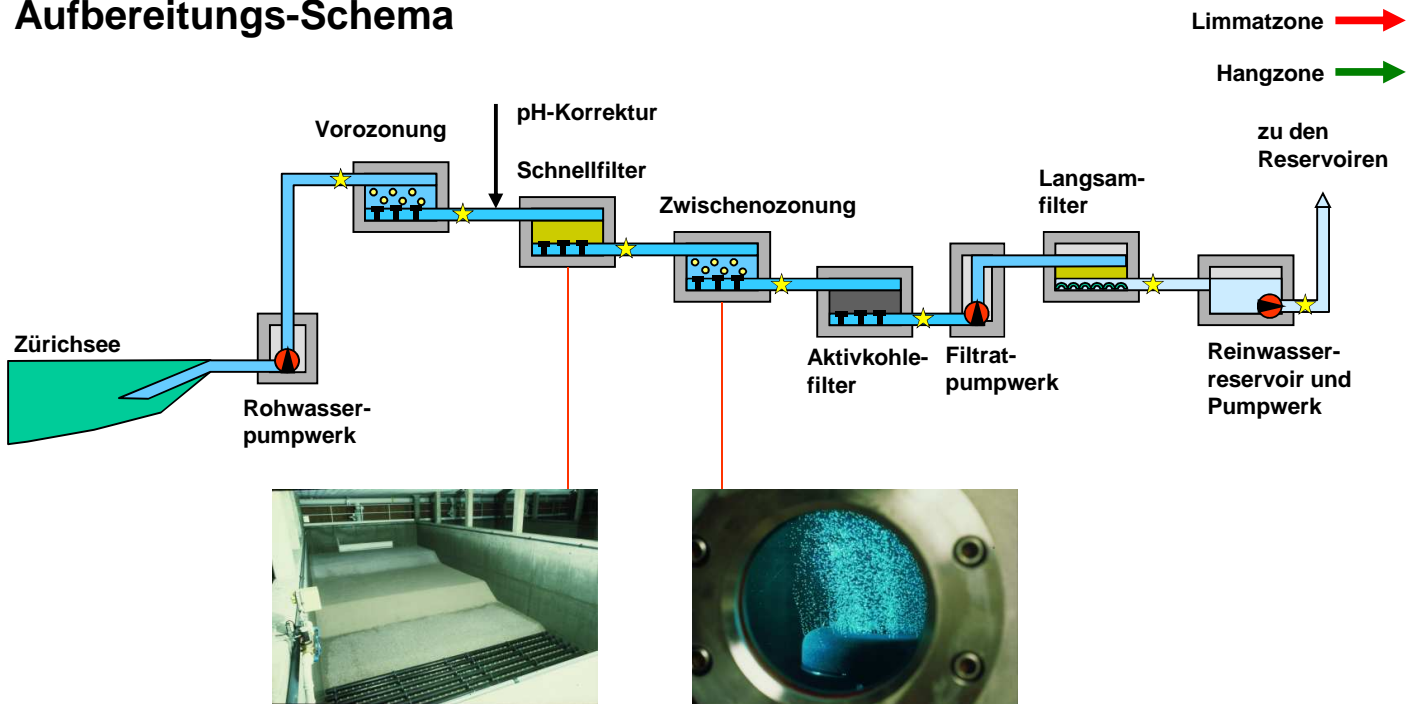 Aufbereitungs-Schema
Limmatzone
Hangzone
zu den
Reservoiren
pH-Korrektur
Vorozonung
Schnellfilter
Zwischenozonung
Langsam-
filter
Zürichsee
Rohwasser-
pumpwerk
Aktivkohle-
filter
Filtrat-
pumpwerk
Reinwasser-
reservoir und
Pumpwerk